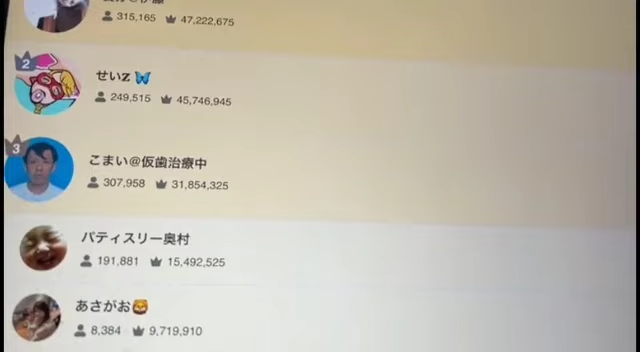 315,165 47,222,675
2
せいz 🦋
249,515 45,746,945
3
こまい@仮歯治療中
307,958 31,854,325
パティスリー奥村
191,881 15,492,525
あさがお🦁
8,384 9,719,910